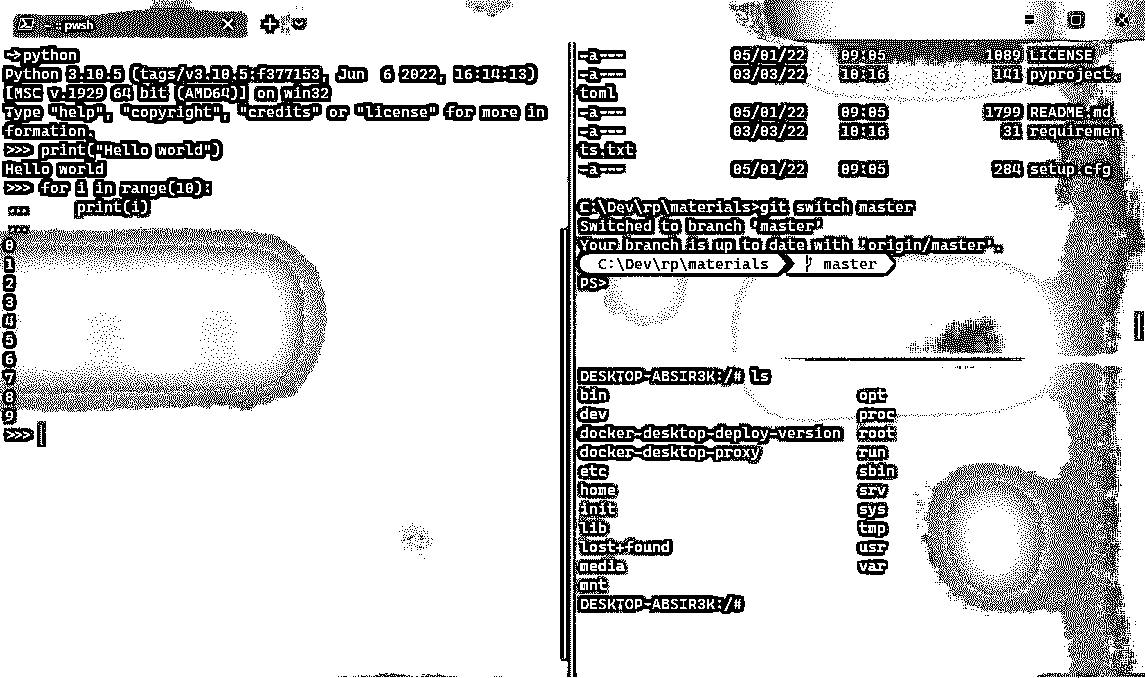 ~ :: pwsh
~>python
Python 3.10.5 (tags/v3.10.5:f377153, Jun  6 2022, 16:14:13)
[MSC v.1929 64 bit (AMD64)] on win32
Type "help", "copyright", "credits" or "license" for more in
formation.
>>> print("Hello world")
Hello world
>>> for i in range(10):
...     print(i)
...
0
1
2
3
4
5
6
7
8
9
>>>
-a---          05/01/22    09:05           1089 LICENSE
-a---          03/03/22    10:16            141 pyproject.
toml
-a---          05/01/22    09:05           1799 README.md
-a---          03/03/22    10:16             31 requiremen
ts.txt
-a---          05/01/22    09:05            284 setup.cfg
C:\Dev\rp\materials>git switch master
Switched to branch 'master'
Your branch is up to date with 'origin/master'.
C:\Dev\rp\materials master
PS>
DESKTOP-ABSIR3K:/# ls
bin                            opt
dev                            proc
docker-desktop-deploy-version  root
docker-desktop-proxy           run
etc                            sbin
home                           srv
init                           sys
lib                            tmp
lost+found                     usr
media                          var
mnt
DESKTOP-ABSIR3K:/#